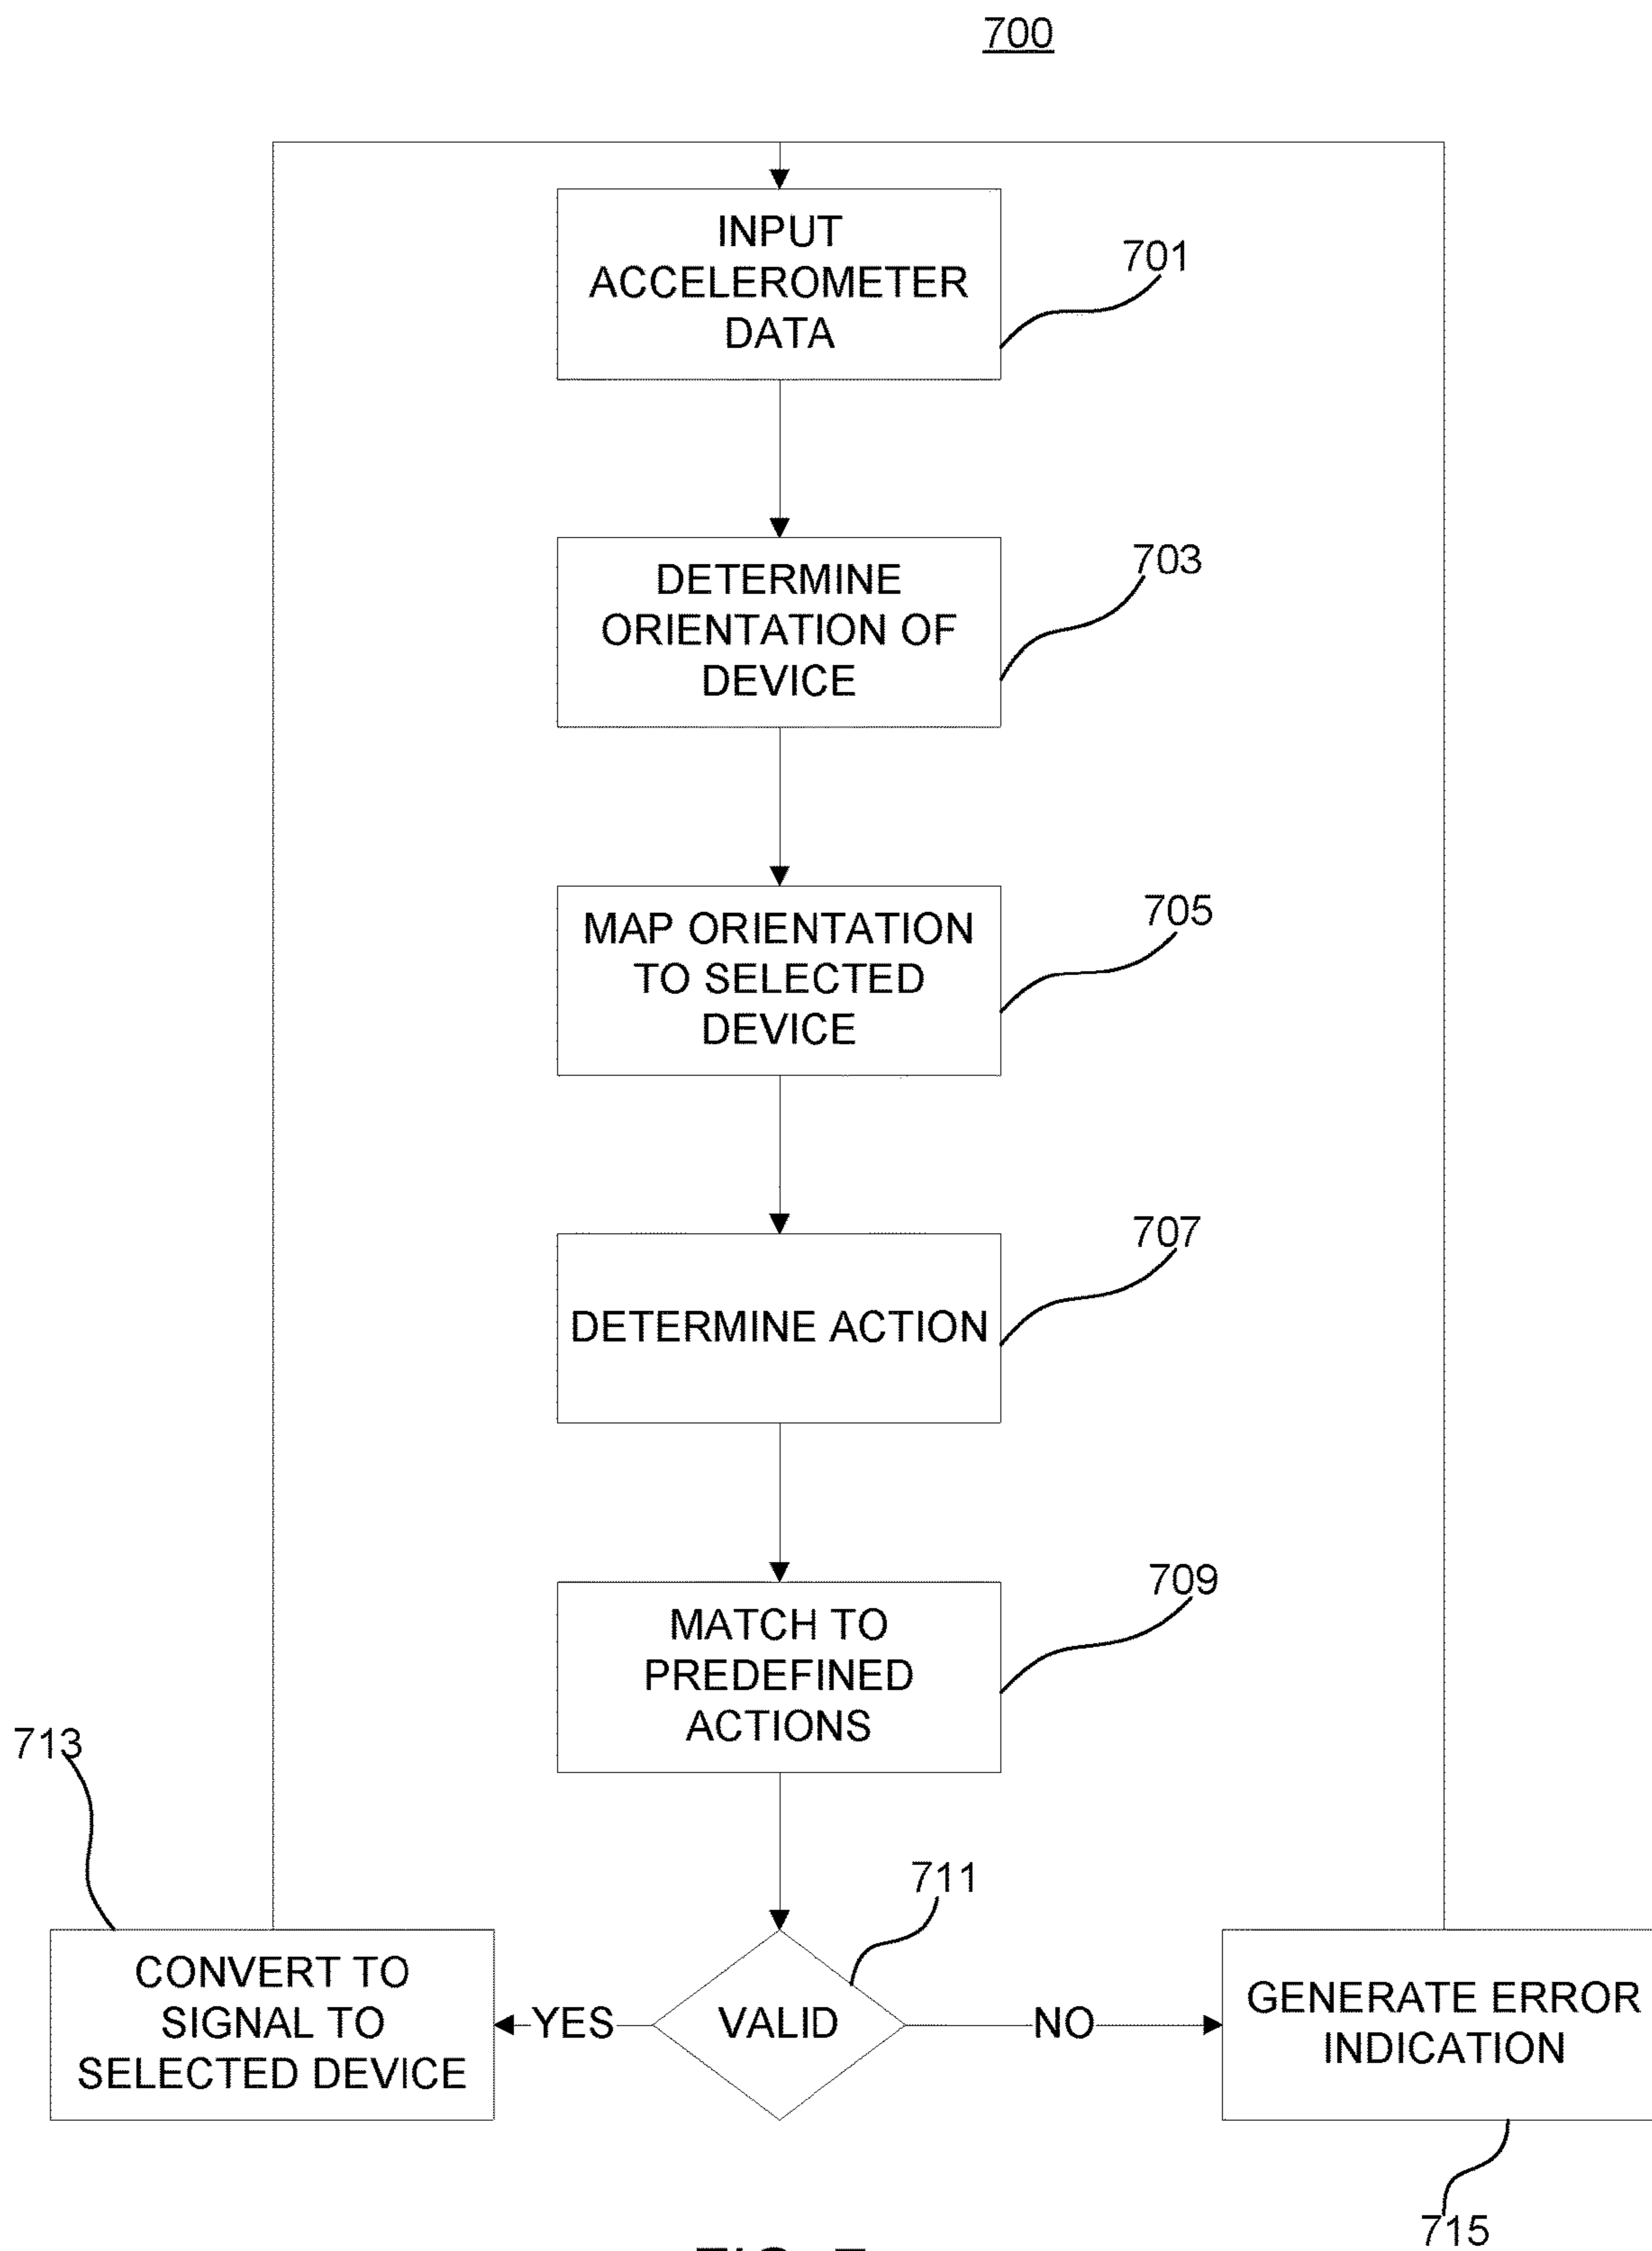 700
INPUT
ACCELEROMETER
DATA
701
DETERMINE
ORIENTATION OF
DEVICE
703
MAP ORIENTATION
TO SELECTED
DEVICE
705
DETERMINE ACTION
707
MATCH TO
PREDEFINED
ACTIONS
709
713
711
CONVERT TO
SIGNAL TO
SELECTED DEVICE
YES
VALID
NO
GENERATE ERROR
INDICATION
715